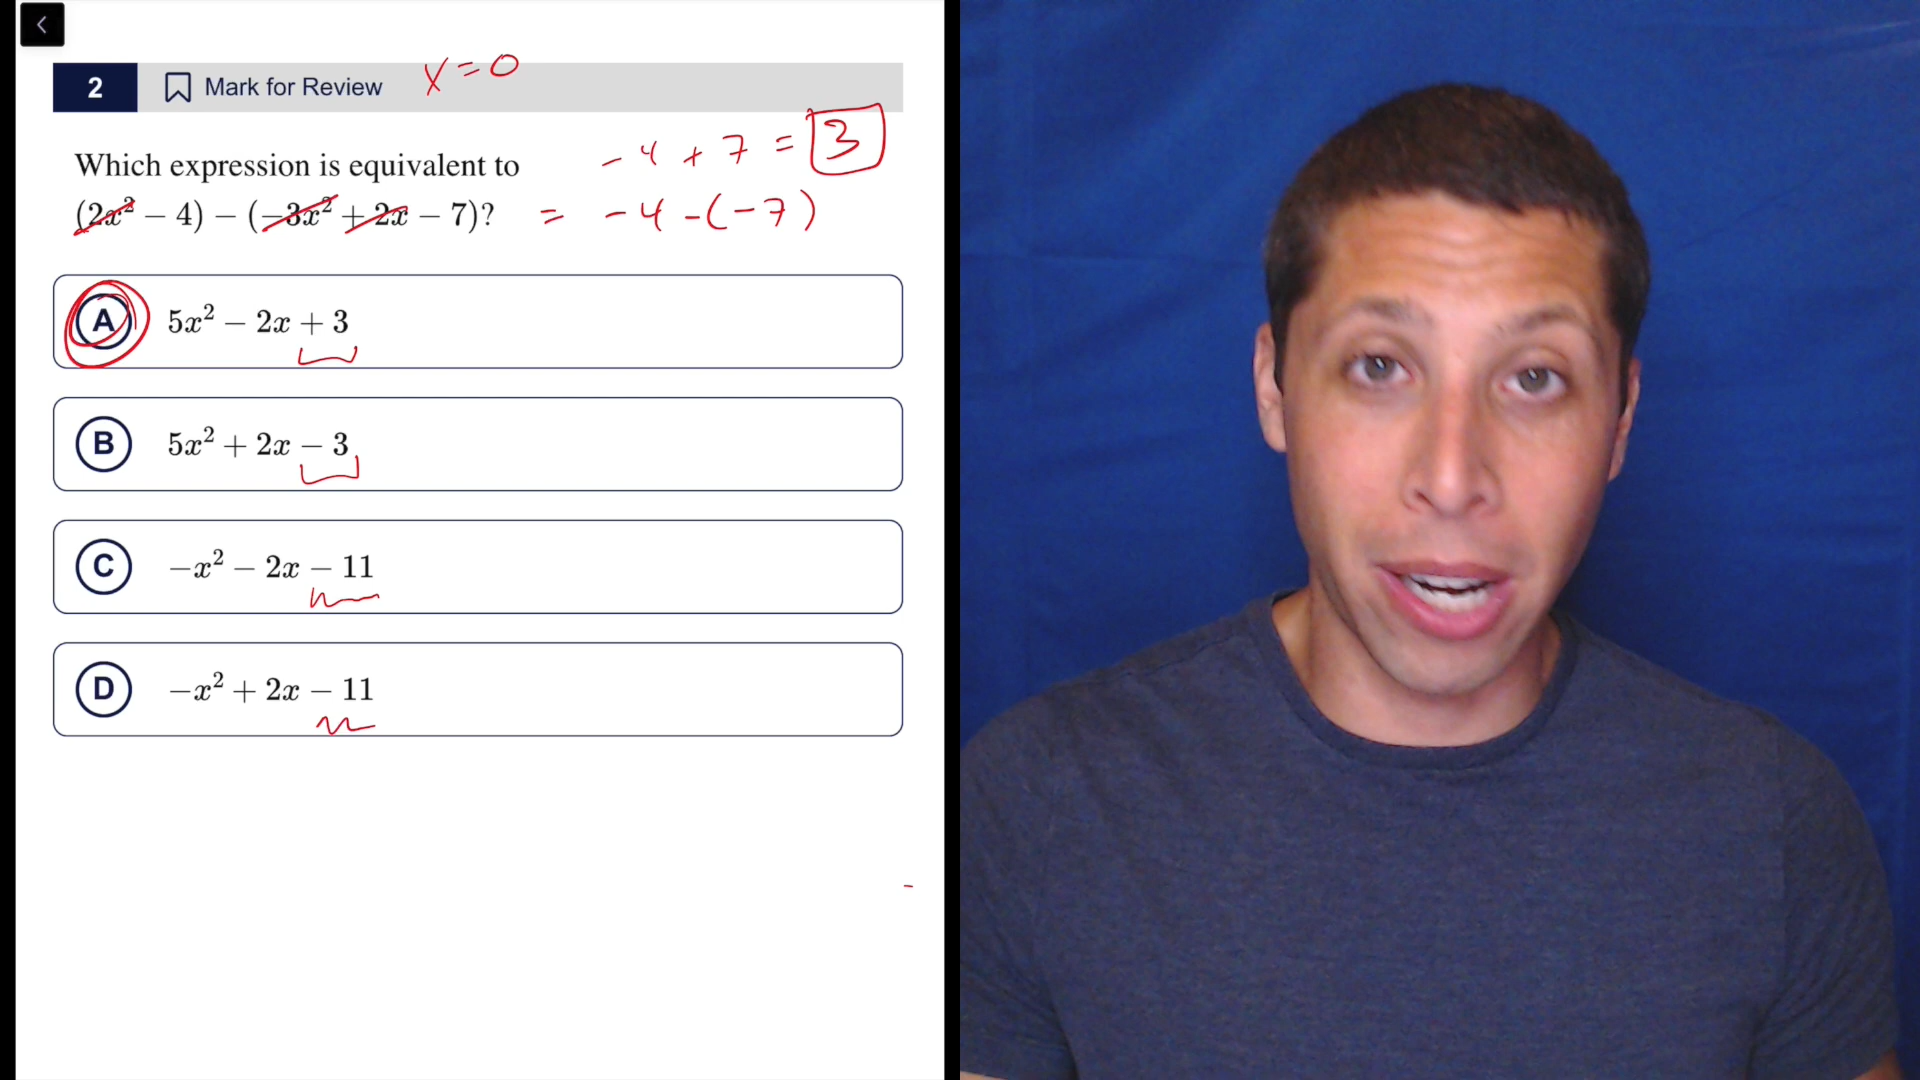 x = 0
2 Mark for Review
- 4 + 7 = 3
Which expression is equivalent to
(2x² − 4) − (−3x² + 2x − 7)? = - 4 - (- 7)
A 5x² − 2x + 3
B 5x² + 2x − 3
C −x² − 2x − 11
D −x² + 2x − 11